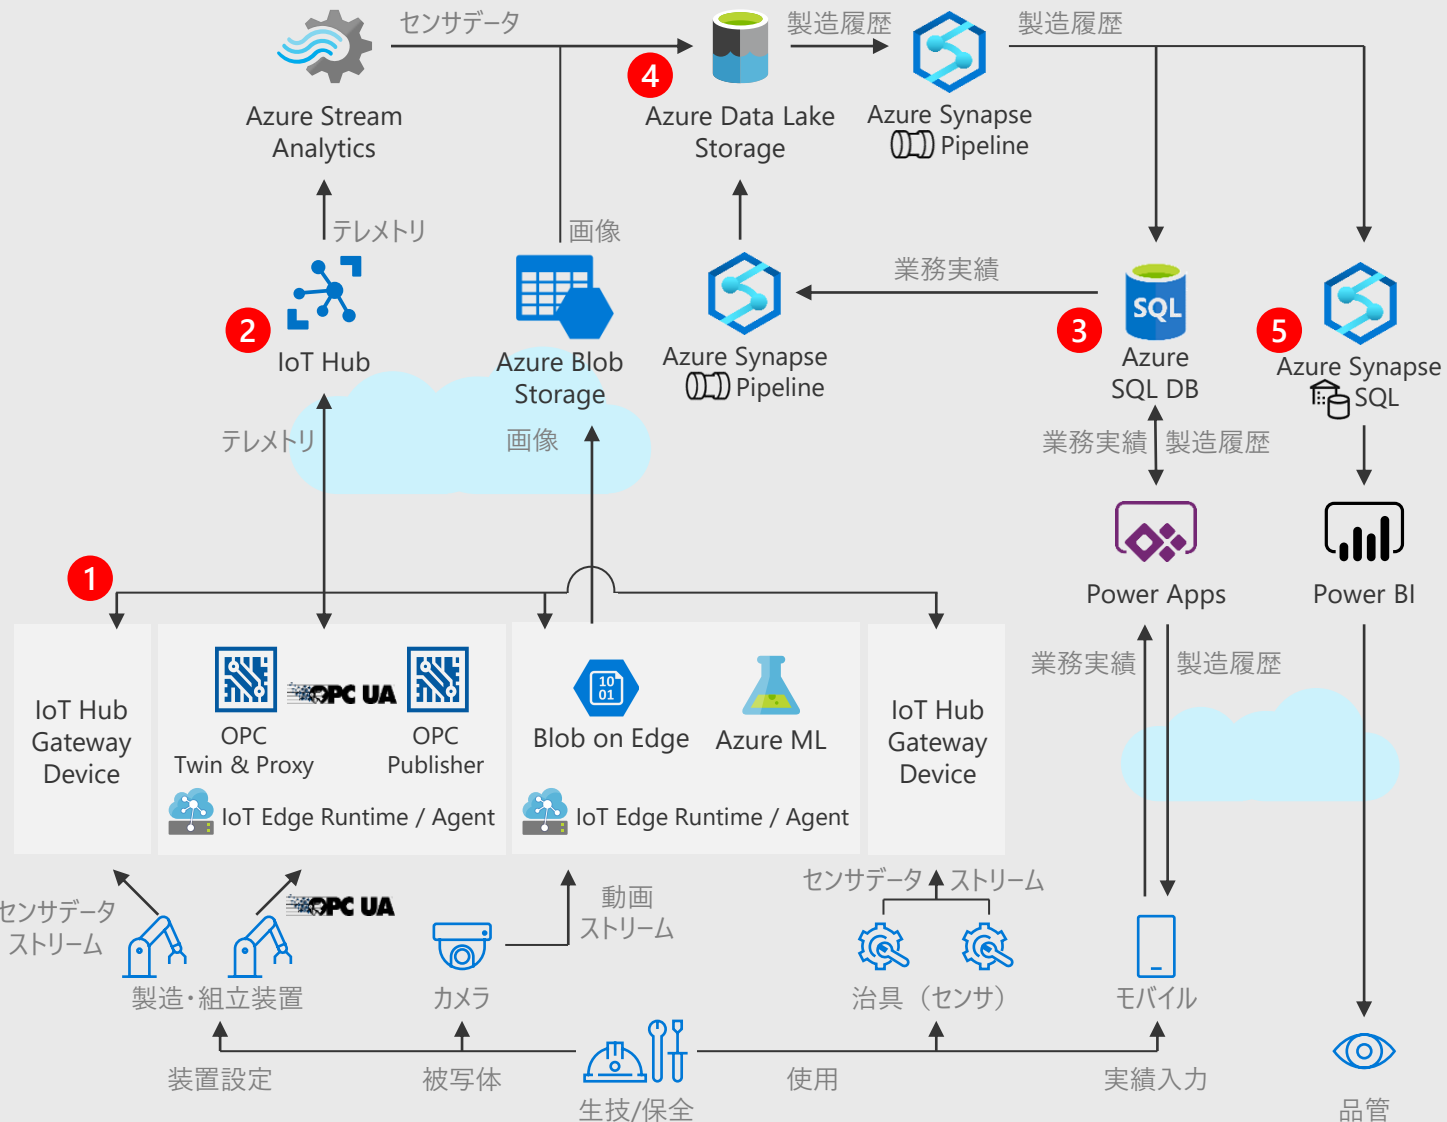 センサデータ
製造履歴
製造履歴
4
Azure Stream
Analytics
Azure Data Lake
Storage
Azure Synapse
Pipeline
テレメトリ
画像
業務実績
SQL
2
IoT Hub
Azure Blob
Storage
Azure Synapse
Pipeline
3
Azure
SQL DB
5
Azure Synapse
SQL
テレメトリ
画像
業務実績
製造履歴
1
Power Apps
Power BI
業務実績
製造履歴
IoT Hub
Gateway
Device
OPC UA
OPC
Twin & Proxy
OPC
Publisher
IoT Edge Runtime / Agent
10
01
Blob on Edge
Azure ML
IoT Edge Runtime / Agent
IoT Hub
Gateway
Device
センサデータ
ストリーム
OPC UA
動画
ストリーム
センサデータ
ストリーム
製造・組立装置
カメラ
治具（センサ）
モバイル
装置設定
被写体
使用
実績入力
生技/保全
品管